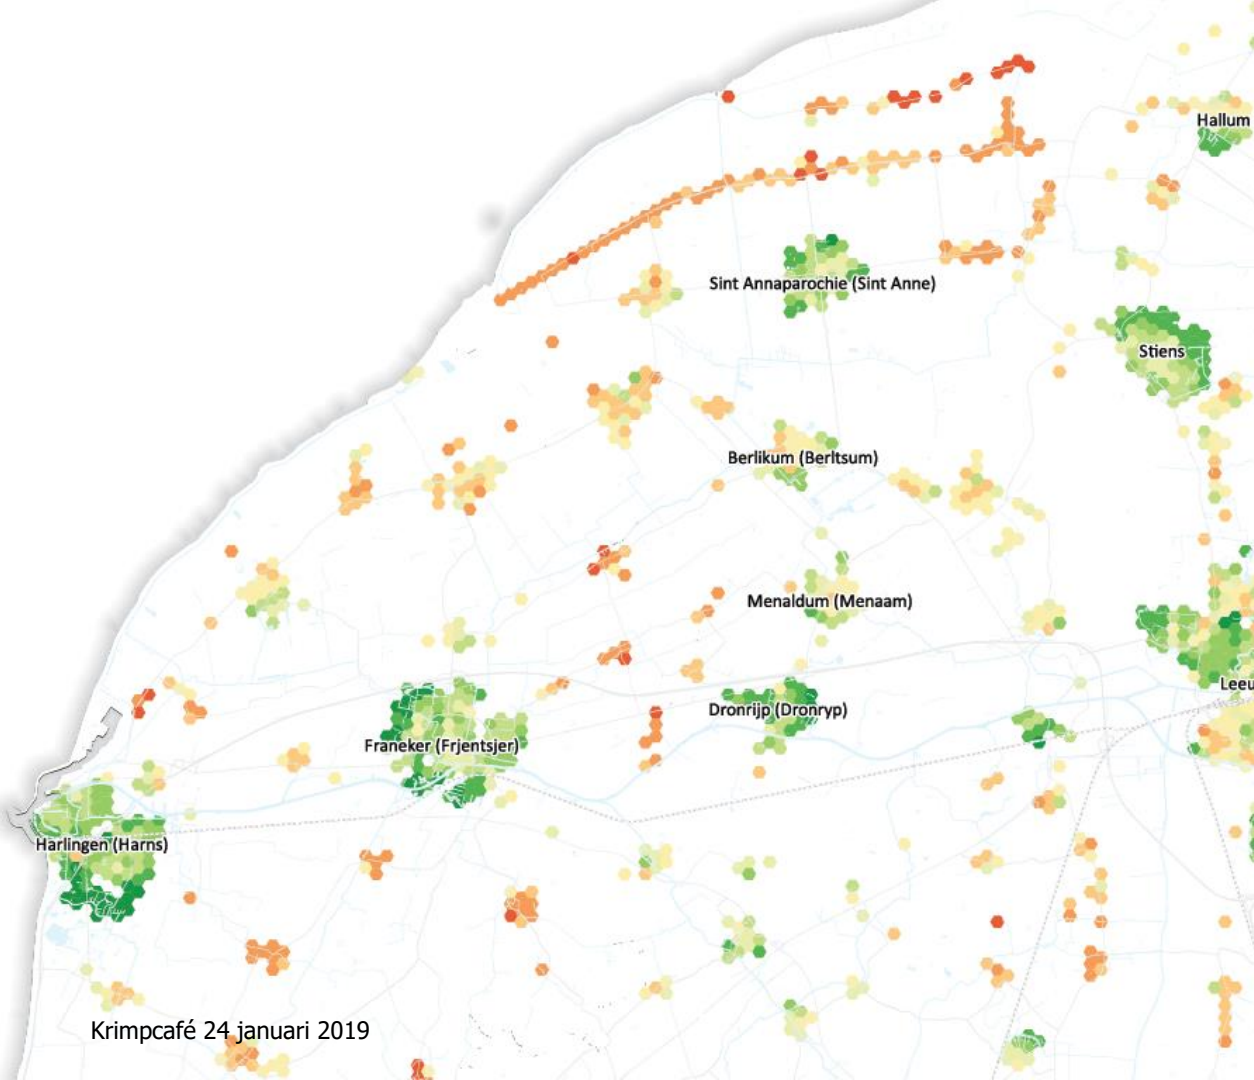 Hallum
Sint Annaparochie (Sint Anne)
Stiens
Berlikum (Berltsum)
Menaldum (Menaam)
Leeu
Dronrijp (Dronryp)
Franeker (Frjentsjer)
Harlingen (Harns)
Krimpcafé 24 januari 2019